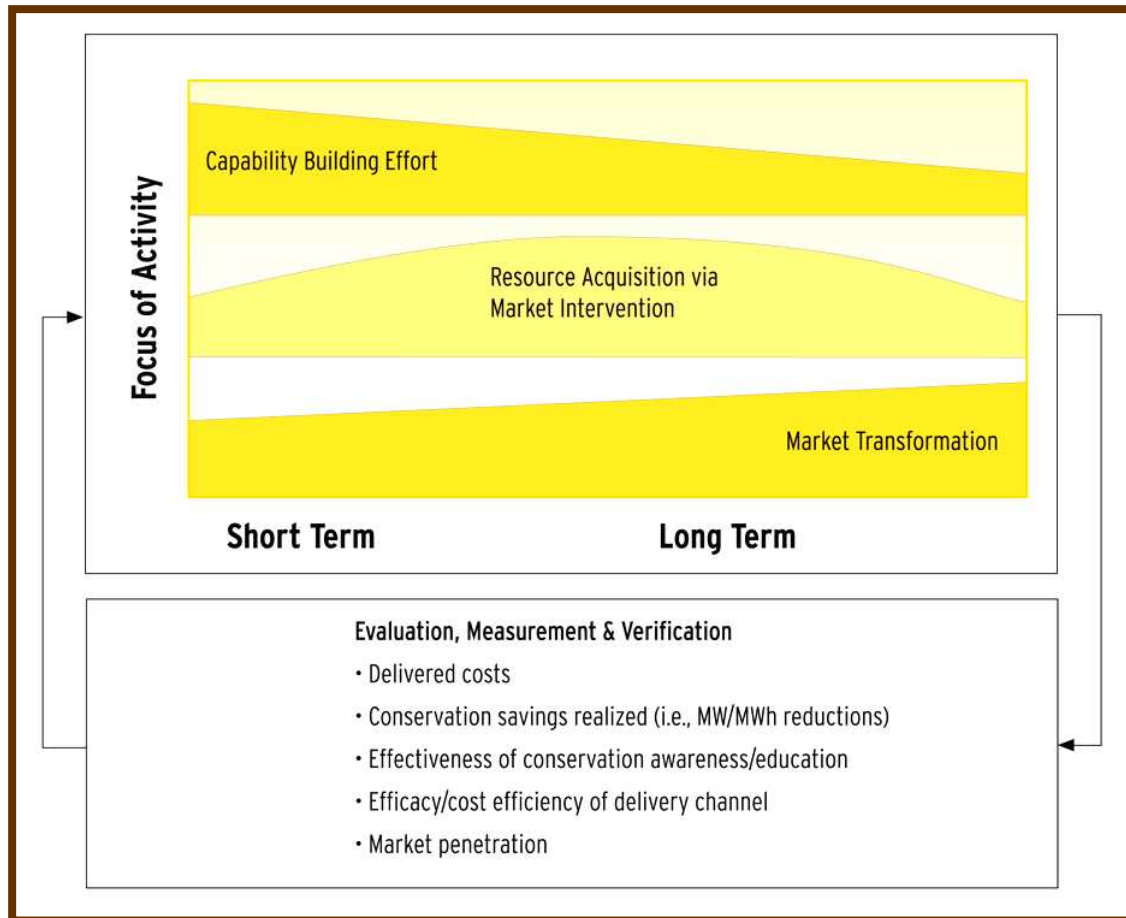 Focus of Activity
Capability Building Effort
Resource Acquisition via
Market Intervention
Market Transformation
Short Term
Long Term
Evaluation, Measurement & Verification
• Delivered costs
• Conservation savings realized (i.e., MW/MWh reductions)
• Effectiveness of conservation awareness/education
• Efficacy/cost efficiency of delivery channel
• Market penetration